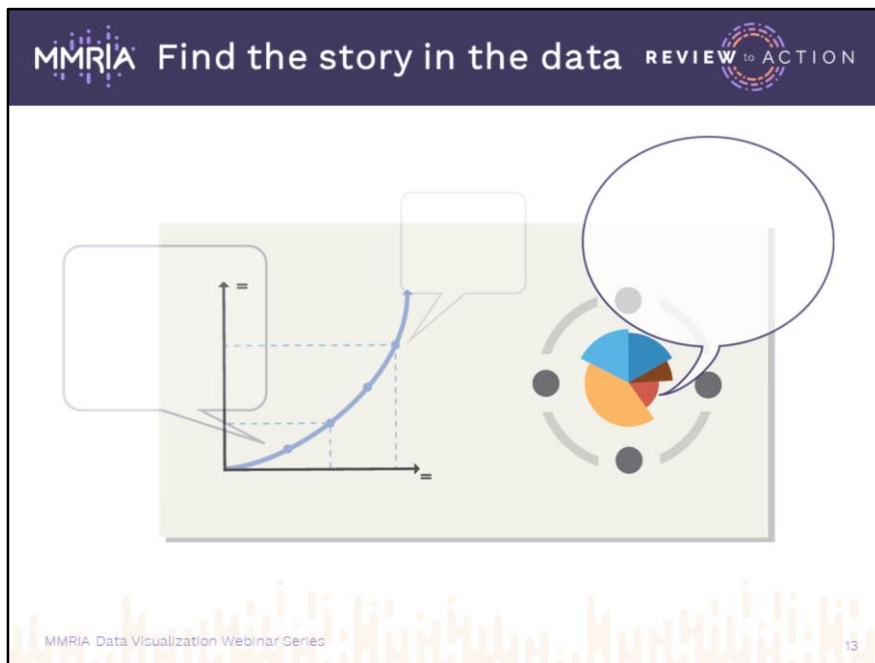 MMRIA Find the story in the data REVIEW to ACTION
=
=
MMRIA Data Visualization Webinar Series 13